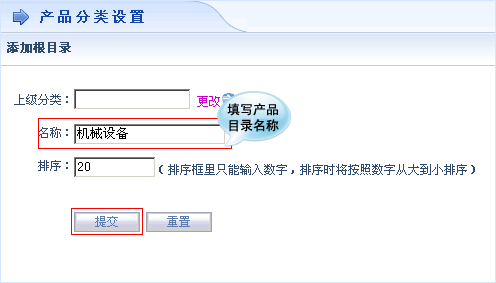 产品分类设置
添加根目录
上级分类：
更改
填写产品
目录名称
名称：机械设备
排序：20（排序框里只能输入数字，排序时将按照数字从大到小排序）
提交 重置